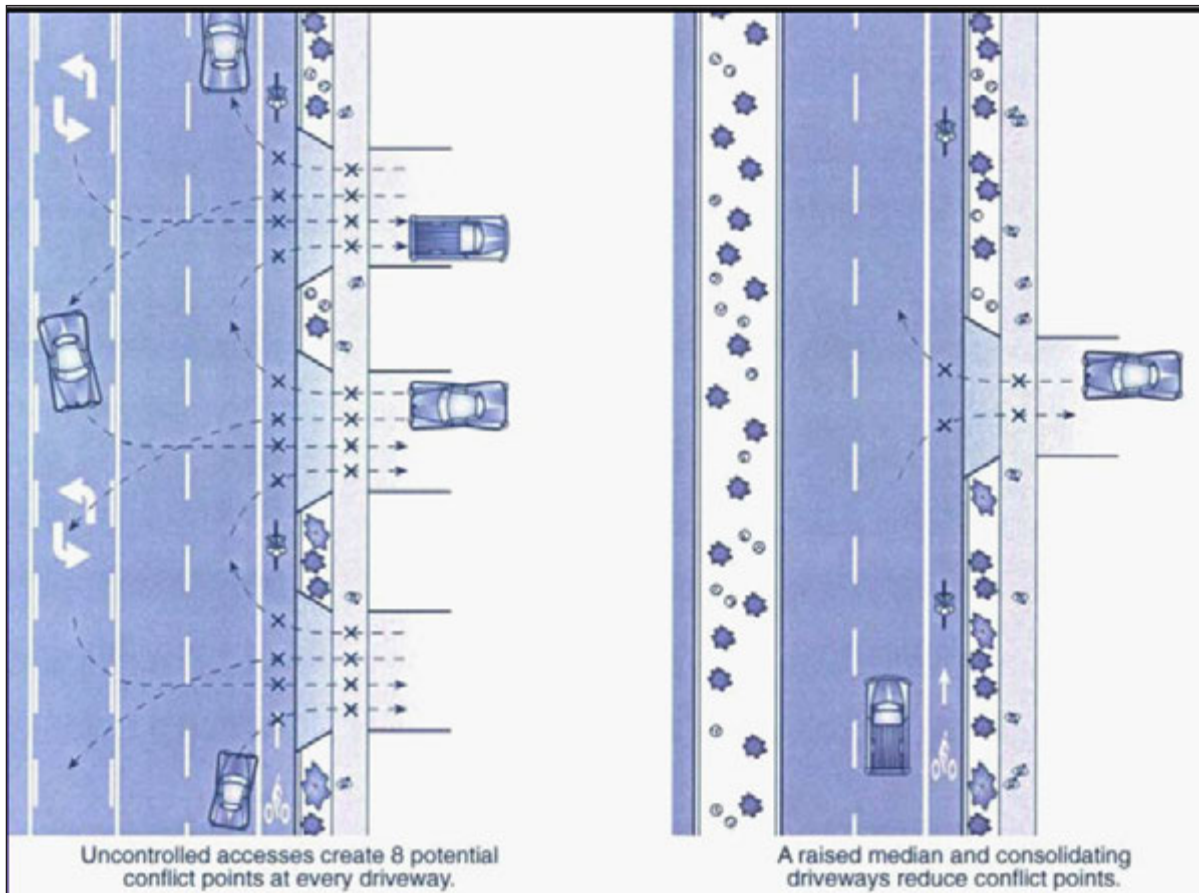 Uncontrolled accesses create 8 potential
conflict points at every driveway.
A raised median and consolidating
driveways reduce conflict points.